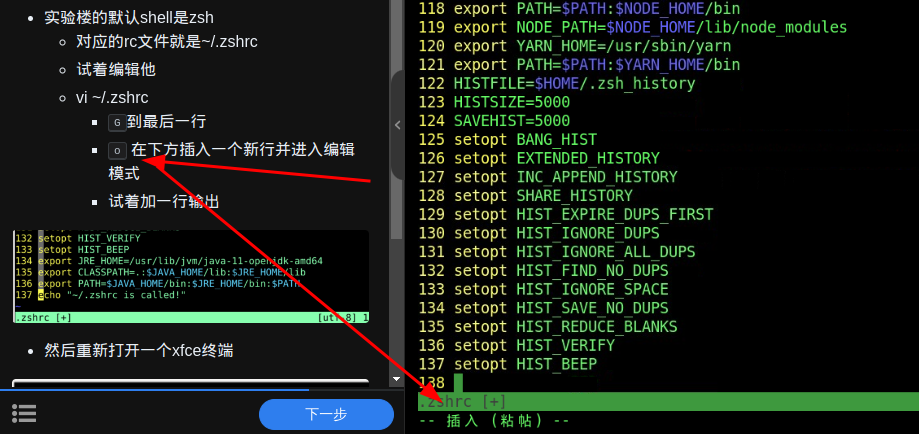 实验楼的默认shell是zsh
对应的rc文件就是~/.zshrc
试着编辑他
vi ~/.zshrc
G到最后一行
o 在下方插入一个新行并进入编辑
模式
试着加一行输出
132 setopt HIST_VERIFY
133 setopt HIST_BEEP
134 export JRE_HOME=/usr/lib/jvm/java-11-openjdk-amd64
135 export CLASSPATH=.:$JAVA_HOME/lib:$JRE_HOME/lib
136 export PATH=$JAVA_HOME/bin:$JRE_HOME/bin:$PATH
137 echo "~/.zshrc is called!"
~
.zshrc [+] [utf-8] 1
然后重新打开一个xfce终端
下一步
118 export PATH=$PATH:$NODE_HOME/bin
119 export NODE_PATH=$NODE_HOME/lib/node_modules
120 export YARN_HOME=/usr/sbin/yarn
121 export PATH=$PATH:$YARN_HOME/bin
122 HISTFILE=$HOME/.zsh_history
123 HISTSIZE=5000
124 SAVEHIST=5000
125 setopt BANG_HIST
126 setopt EXTENDED_HISTORY
127 setopt INC_APPEND_HISTORY
128 setopt SHARE_HISTORY
129 setopt HIST_EXPIRE_DUPS_FIRST
130 setopt HIST_IGNORE_DUPS
131 setopt HIST_IGNORE_ALL_DUPS
132 setopt HIST_FIND_NO_DUPS
133 setopt HIST_IGNORE_SPACE
134 setopt HIST_SAVE_NO_DUPS
135 setopt HIST_REDUCE_BLANKS
136 setopt HIST_VERIFY
137 setopt HIST_BEEP
138
.zshrc [+]
-- 插入 (粘帖) --